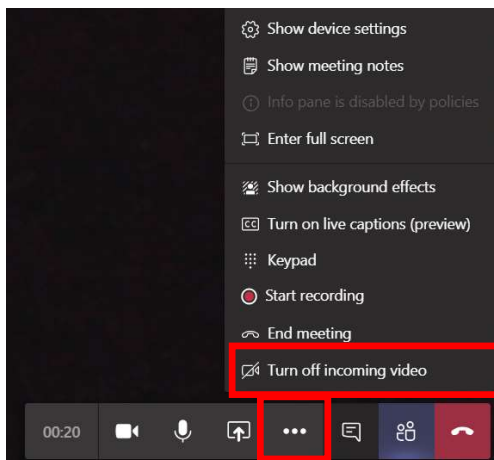 Show device settings
Show meeting notes
Info pane is disabled by policies
Enter full screen
Show background effects
CC Turn on live captions (preview)
Keypad
Start recording
End meeting
Turn off incoming video
00:20